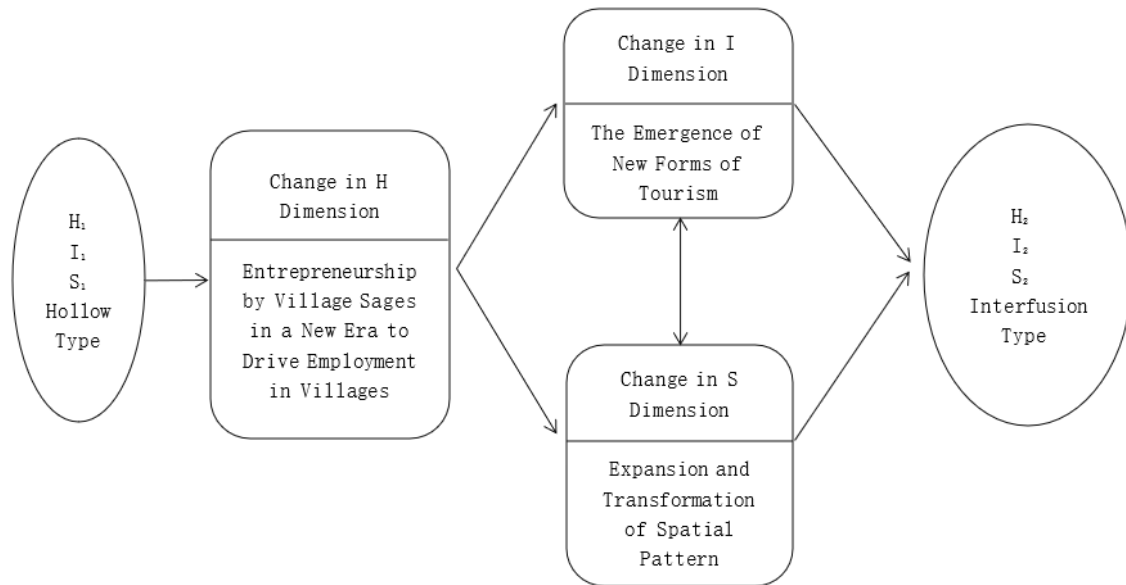 H₁
I₁
S₁
Hollow
Type
Change in H
Dimension
Entrepreneurship
by Village Sages
in a New Era to
Drive Employment
in Villages
Change in I
Dimension
The Emergence of
New Forms of
Tourism
Change in S
Dimension
Expansion and
Transformation
of Spatial
Pattern
H₂
I₂
S₂
Interfusion
Type